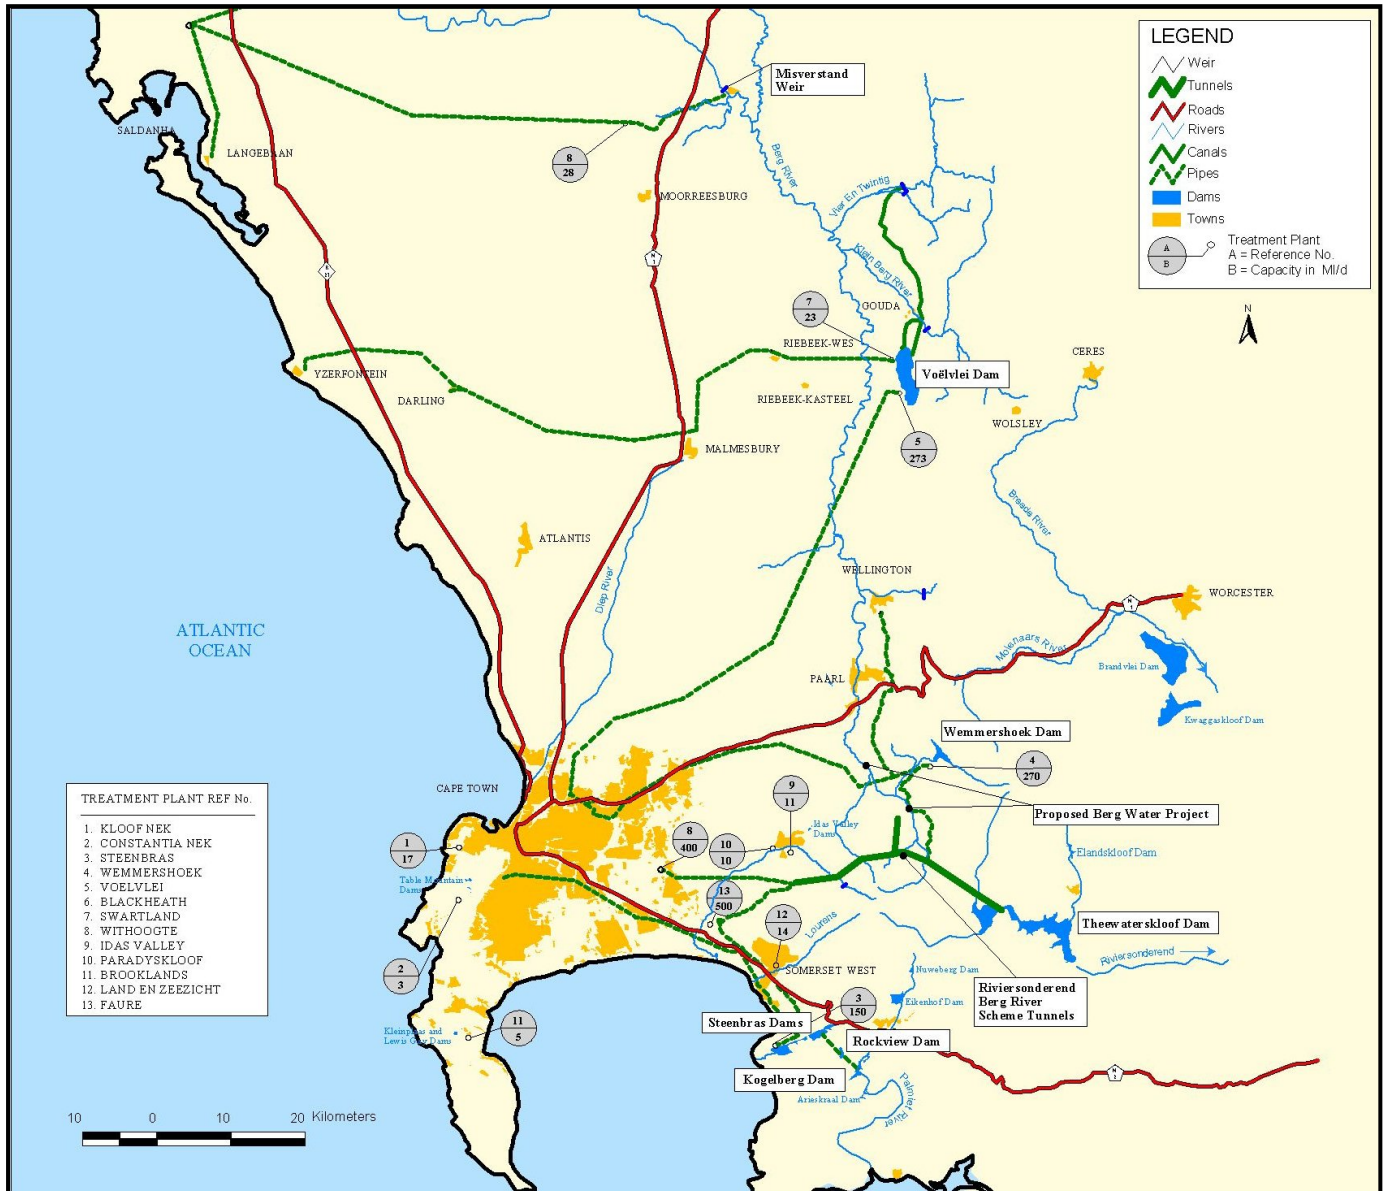 LEGEND
Weir
Tunnels
Roads
Rivers
Canals
Pipes
Dams
Towns
A
B
Treatment Plant
A = Reference No.
B = Capacity in Ml/d
N
Misverstand
Weir
SALDANHA
LANGEBAAN
8
28
MOORREESBURG
Berg River
Vier En Twintig
Klein Berg River
GOUDA
R
27
N
1
7
23
RIEBEEK-WES
Voëlvlei Dam
CERES
YZERFONTEIN
DARLING
RIEBEEK-KASTEEL
WOLSLEY
MALMESBURY
5
273
Breede River
ATLANTIS
WELLINGTON
Diep River
WORCESTER
N
1
ATLANTIC
OCEAN
Molenaars River
Brandvlei Dam
PAARL
Kwaggaskloof Dam
Wemmershoek Dam
4
270
CAPE TOWN
9
11
Proposed Berg Water Project
Idas Valley
Dams
8
400
10
10
1
17
Table Mountain
Dams
Elandskloof Dam
13
500
12
14
Lourens
Theewaterskloof Dam
Riviersonderend
2
3
SOMERSET WEST
Nuweberg Dam
Riviersonderend
Berg River
Scheme Tunnels
Eikenhof Dam
3
150
Steenbras Dams
11
5
Kleinplaas and
Lewis Gay Dams
Rockview Dam
Kogelberg Dam
N
2
Arieskraal Dam
Palmiet River
TREATMENT PLANT REF No.
1. KLOOF NEK
2. CONSTANTIA NEK
3. STEENBRAS
4. WEMMERSHOEK
5. VOELVLEI
6. BLACKHEATH
7. SWARTLAND
8. WITHOOGTE
9. IDAS VALLEY
10. PARADYSKLOOF
11. BROOKLANDS
12. LAND EN ZEEZICHT
13. FAURE
10 0 10 20 Kilometers